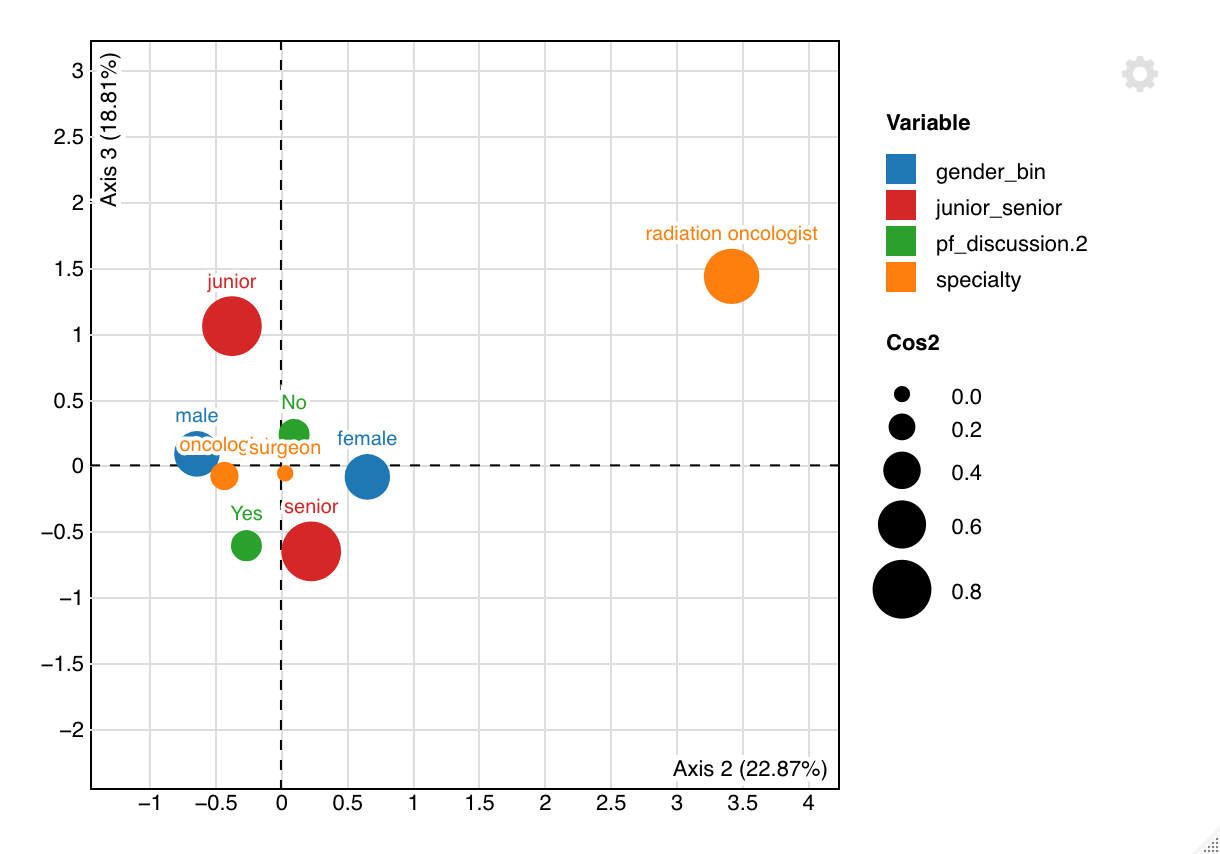 3
2.5
2
1.5
1
0.5
0
−0.5
−1
−1.5
−2
Axis 3 (18.81%)
radiation oncologist
junior
No
male
female
surgeon
senior
Yes
Axis 2 (22.87%)
−1 −0.5 0 0.5 1 1.5 2 2.5 3 3.5 4
Variable
gender_bin
junior_senior
pf_discussion.2
specialty
Cos2
0.0
0.2
0.4
0.6
0.8